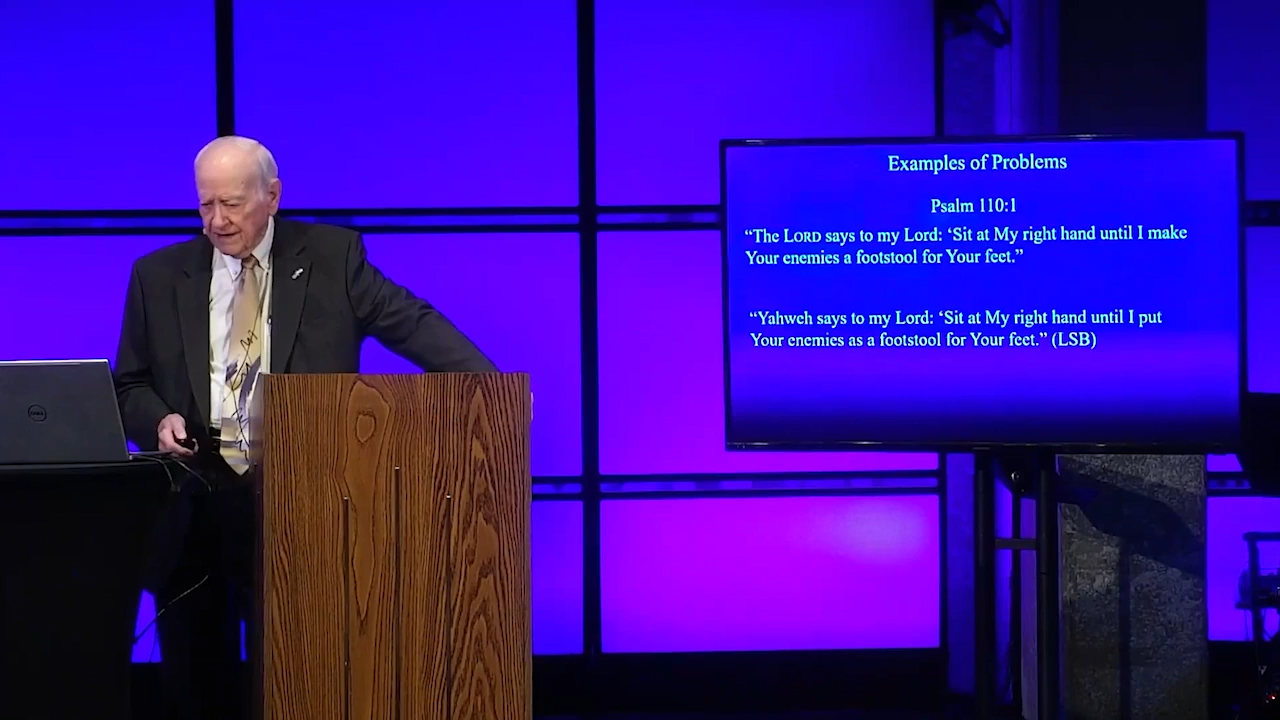 Examples of Problems
Psalm 110:1
“The LORD says to my Lord: ‘Sit at My right hand until I make
Your enemies a footstool for Your feet.”
“Yahweh says to my Lord: ‘Sit at My right hand until I put
Your enemies as a footstool for Your feet.” (LSB)
DELL